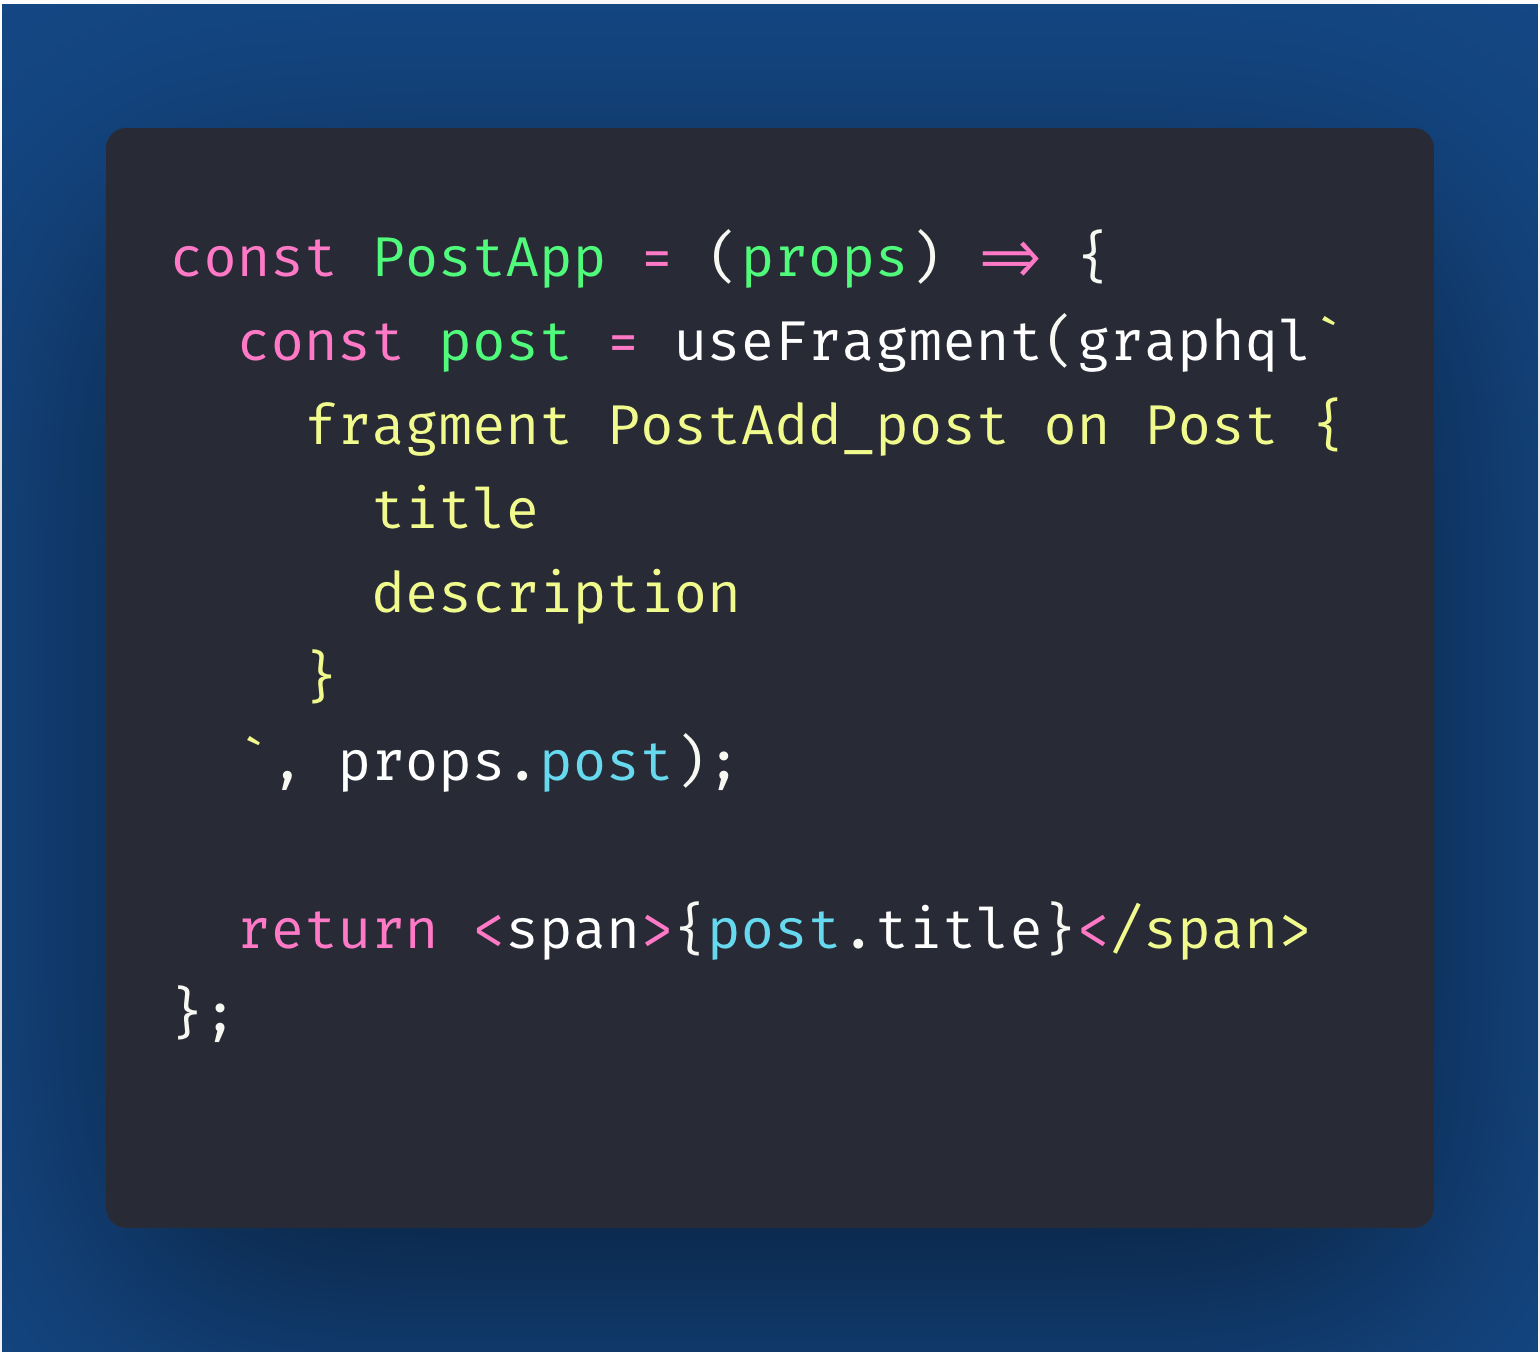 const PostApp = (props) => {
  const post = useFragment(graphql`
    fragment PostAdd_post on Post {
      title
      description
    }
  `, props.post);

  return <span>{post.title}</span>
};